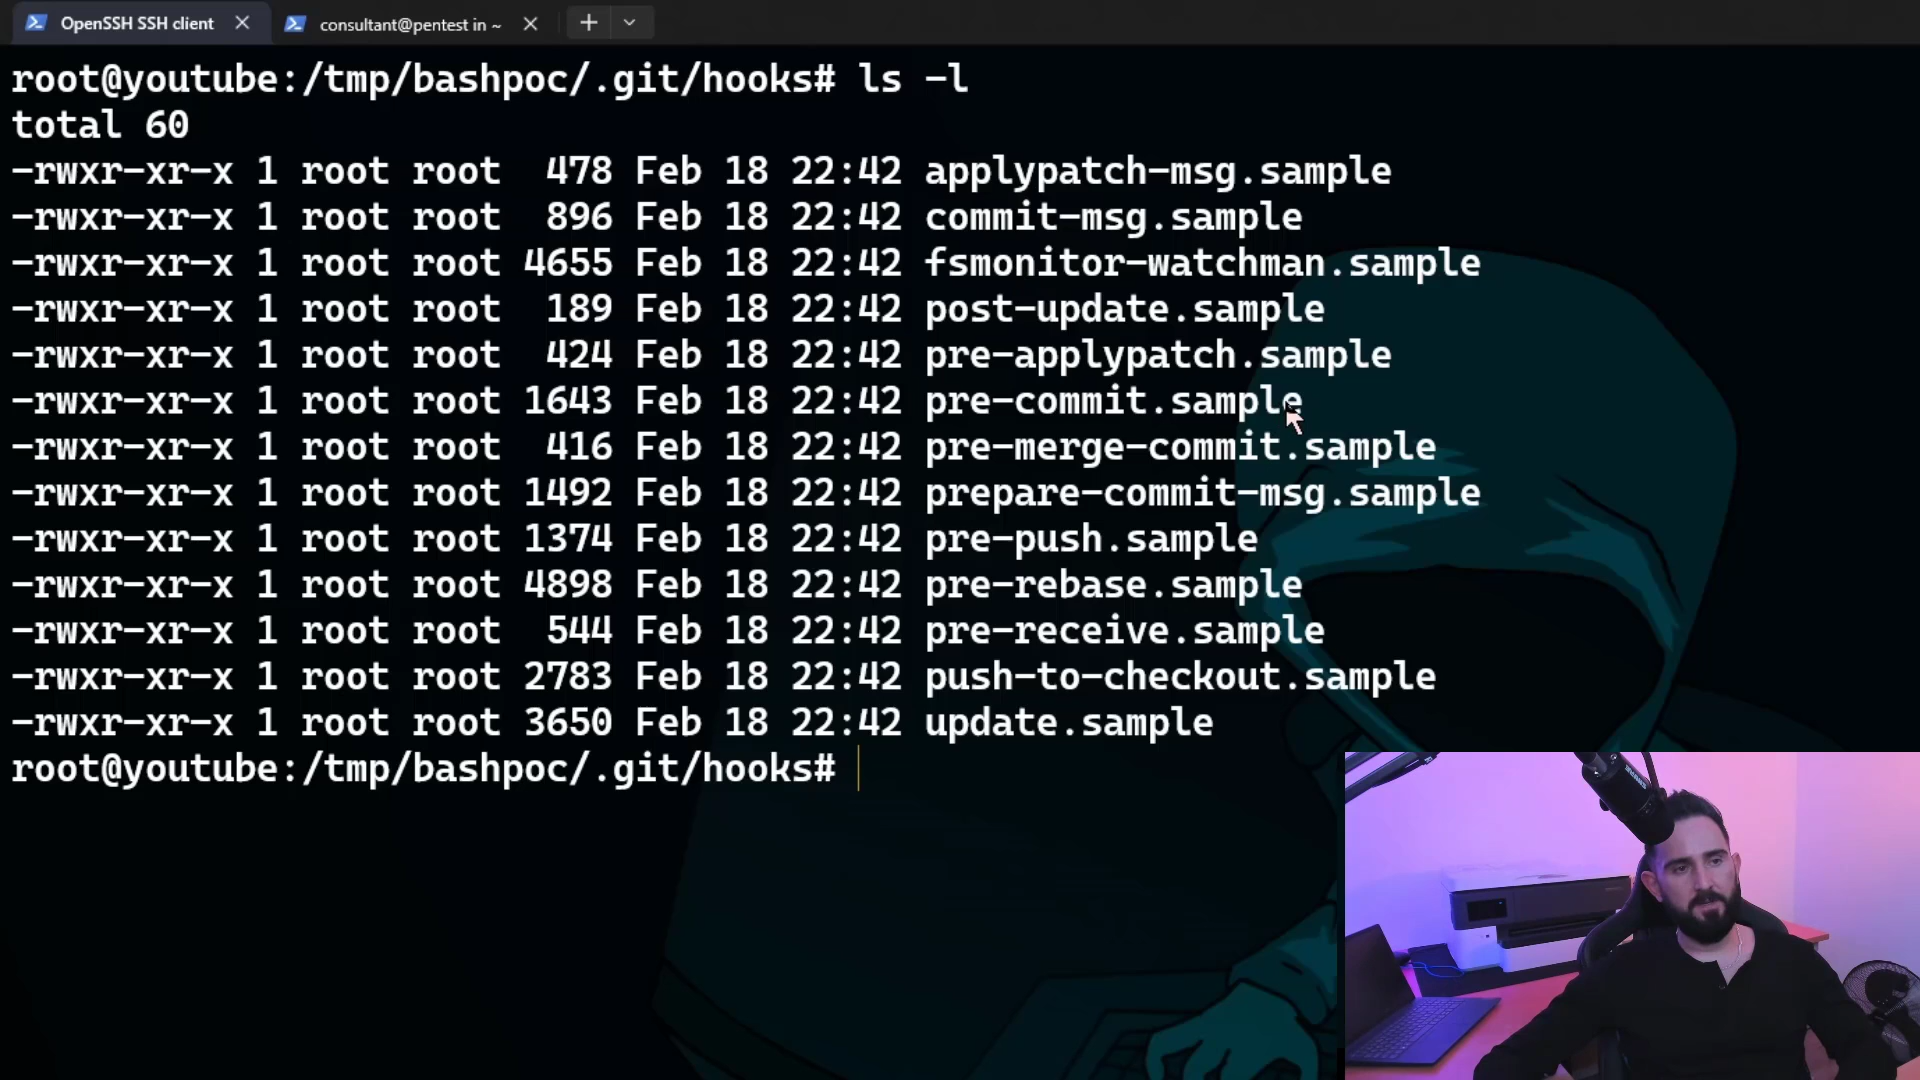 OpenSSH SSH client
consultant@pentest in ~
root@youtube:/tmp/bashpoc/.git/hooks# ls -l
total 60
-rwxr-xr-x 1 root root  478 Feb 18 22:42 applypatch-msg.sample
-rwxr-xr-x 1 root root  896 Feb 18 22:42 commit-msg.sample
-rwxr-xr-x 1 root root 4655 Feb 18 22:42 fsmonitor-watchman.sample
-rwxr-xr-x 1 root root  189 Feb 18 22:42 post-update.sample
-rwxr-xr-x 1 root root  424 Feb 18 22:42 pre-applypatch.sample
-rwxr-xr-x 1 root root 1643 Feb 18 22:42 pre-commit.sample
-rwxr-xr-x 1 root root  416 Feb 18 22:42 pre-merge-commit.sample
-rwxr-xr-x 1 root root 1492 Feb 18 22:42 prepare-commit-msg.sample
-rwxr-xr-x 1 root root 1374 Feb 18 22:42 pre-push.sample
-rwxr-xr-x 1 root root 4898 Feb 18 22:42 pre-rebase.sample
-rwxr-xr-x 1 root root  544 Feb 18 22:42 pre-receive.sample
-rwxr-xr-x 1 root root 2783 Feb 18 22:42 push-to-checkout.sample
-rwxr-xr-x 1 root root 3650 Feb 18 22:42 update.sample
root@youtube:/tmp/bashpoc/.git/hooks#